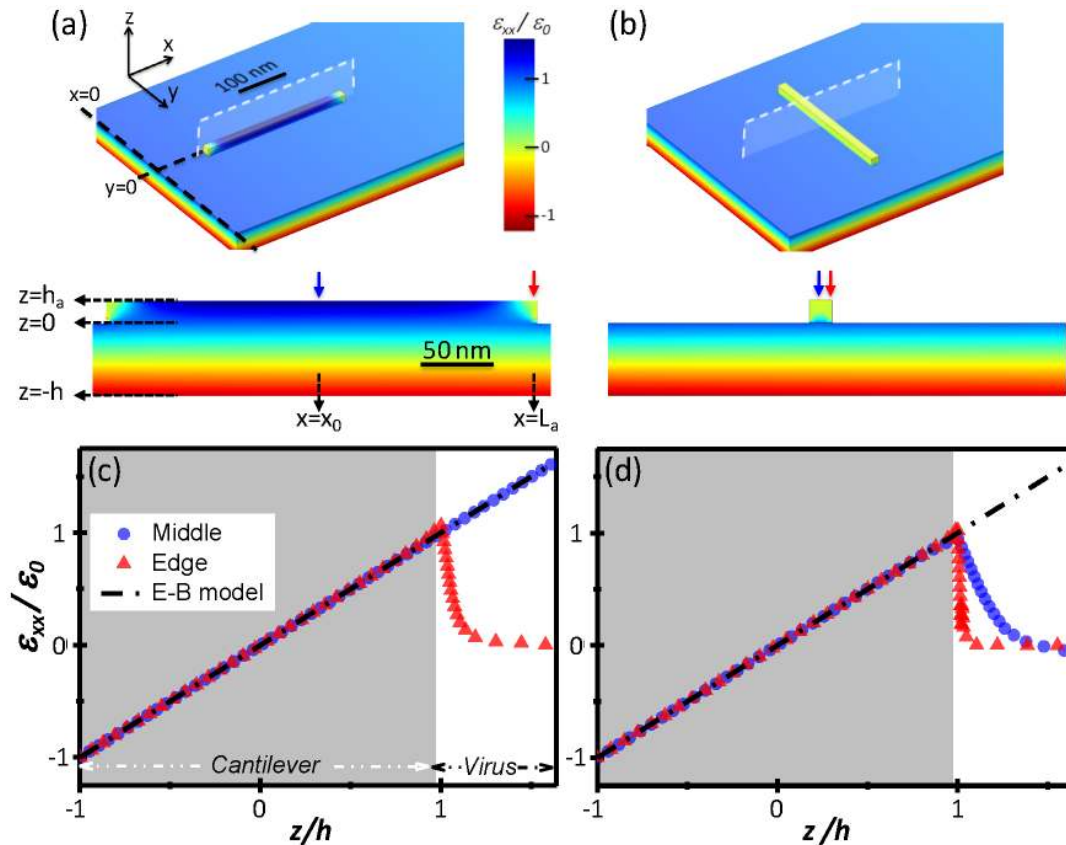 (a)
z
x
y
x=0
y=0
100 nm
εxx / ε0
1
0
-1
(b)
z=ha
z=0
z=-h
50 nm
x=x0
x=La
(c)
Middle
Edge
E-B model
Cantilever
Virus
εxx / ε0
1
0
-1
-1
0
1
z/h
(d)
1
0
-1
-1
0
1
z/h